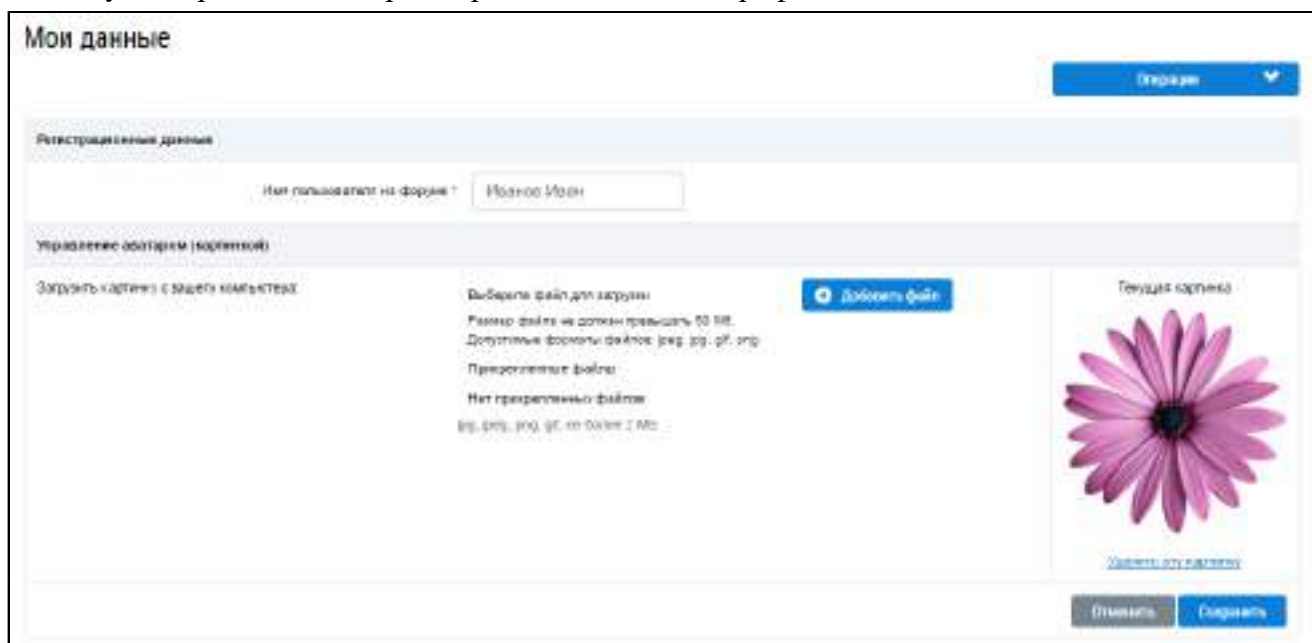 Мои данные
Операции
Регистрационные данные
Имя пользователя на форуме *
Иванов Иван
Управление аватаром (картинкой)
Загрузить картинку с вашего компьютера:
Выберите файл для загрузки
Добавить файл
Текущая картинка
Размер файла не должен превышать 50 Мб.
Допустимые форматы файлов: jpeg, jpg, gif, png
Прикрепленные файлы
Нет прикрепленных файлов
jpg, jpeg, png, gif, не более 2 Мб
Удалить эту картинку
Отменить
Сохранить